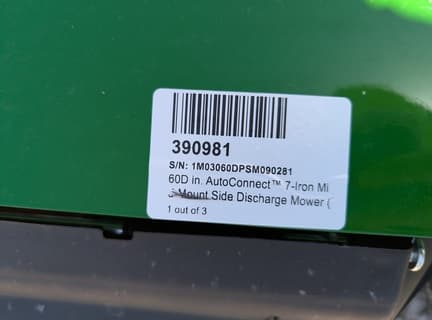 390981
S/N: 1M03060DPSM090281
60D in. AutoConnect™ 7-Iron Mi
Mount Side Discharge Mower (
1 out of 3